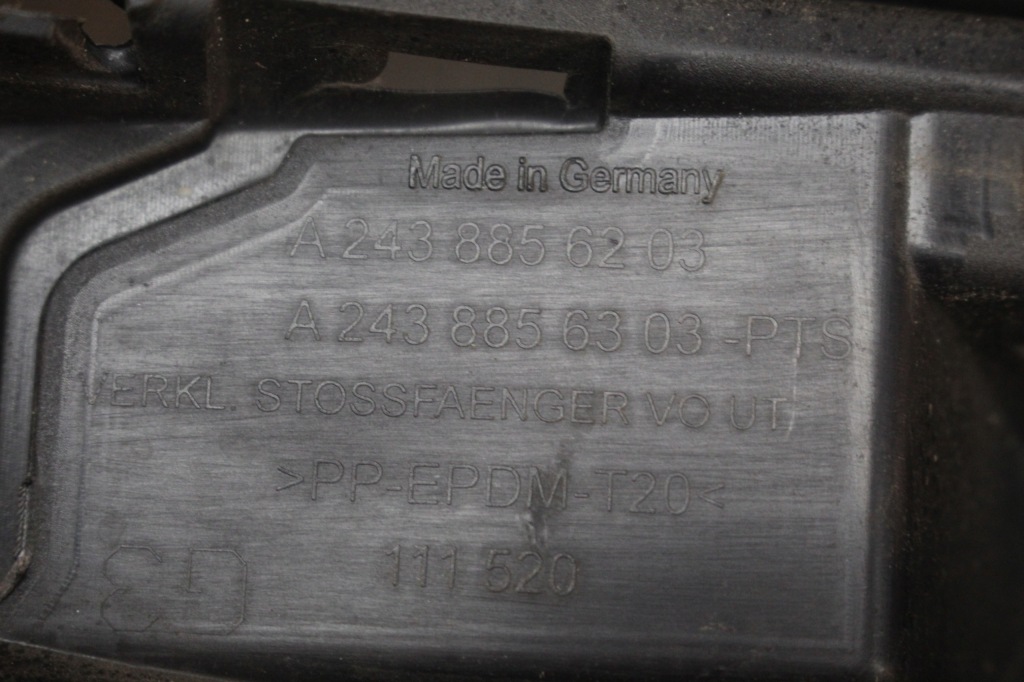 Made in Germany
A 243 885 62 03
A 243 885 63 03 -PTS
VERKL. STOSSFAENGER VO UT
>PP-EPDM-T20<
111 520